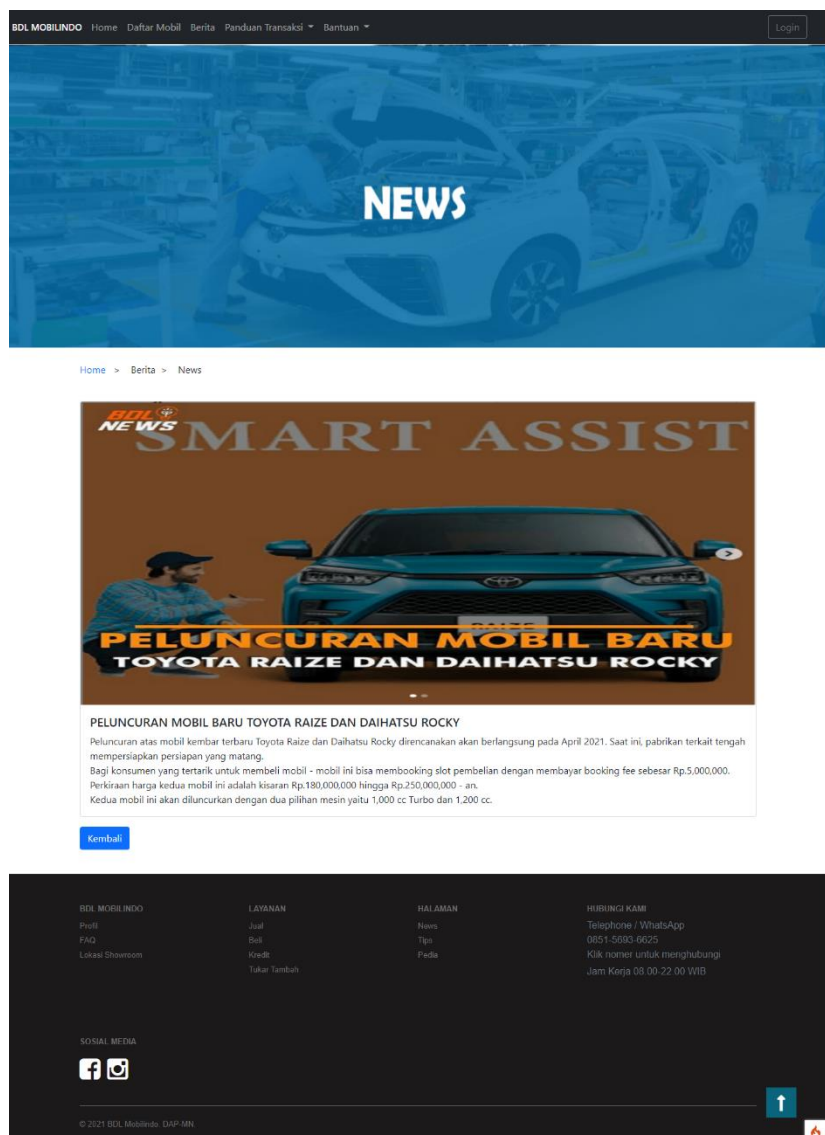 BDL MOBILINDO Home Daftar Mobil Berita Panduan Transaksi Bantuan Login
NEWS
Home > Berita > News
BDL NEWS
SMART ASSIST
RAIZE
PELUNCURAN MOBIL BARU
TOYOTA RAIZE DAN DAIHATSU ROCKY
PELUNCURAN MOBIL BARU TOYOTA RAIZE DAN DAIHATSU ROCKY
Peluncuran atas mobil kembar terbaru Toyota Raize dan Daihatsu Rocky direncanakan akan berlangsung pada April 2021. Saat ini, pabrikan terkait tengah
mempersiapkan persiapan yang matang.
Bagi konsumen yang tertarik untuk membeli mobil - mobil ini bisa membooking slot pembelian dengan membayar booking fee sebesar Rp.5,000,000.
Perkiraan harga kedua mobil ini adalah kisaran Rp.180,000,000 hingga Rp.250,000,000 - an.
Kedua mobil ini akan diluncurkan dengan dua pilihan mesin yaitu 1,000 cc Turbo dan 1,200 cc.
Kembali
BDL MOBILINDO
Profil
FAQ
Lokasi Showroom
LAYANAN
Jual
Beli
Kredit
Tukar Tambah
HALAMAN
News
Tips
Pedia
HUBUNGI KAMI
Telephone / WhatsApp
0851-5693-6625
Klik nomer untuk menghubungi
Jam Kerja 08.00-22.00 WIB
SOSIAL MEDIA
© 2021 BDL Mobilindo. DAP-MN.